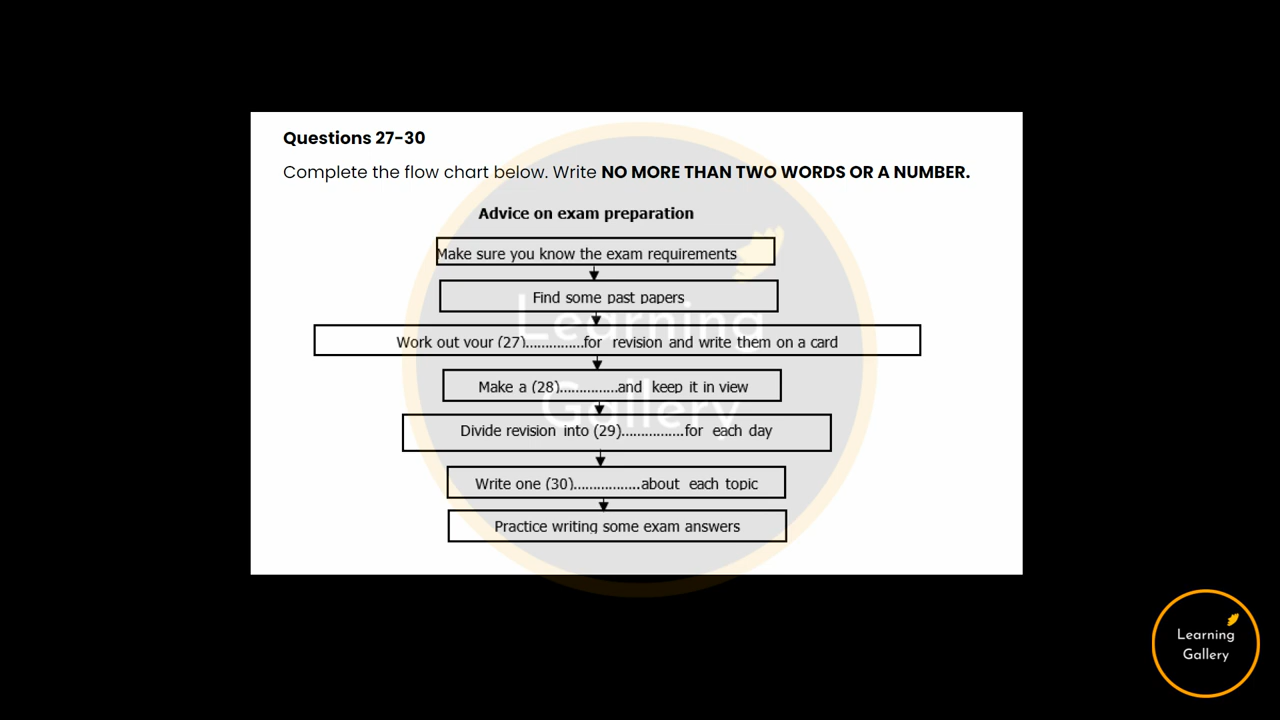 Questions 27-30
Complete the flow chart below. Write NO MORE THAN TWO WORDS OR A NUMBER.
Advice on exam preparation
Make sure you know the exam requirements
Find some past papers
Work out your (27)...............for revision and write them on a card
Make a (28)...............and keep it in view
Divide revision into (29)................for each day
Write one (30).................about each topic
Practice writing some exam answers
Learning
Gallery
Learning
Gallery